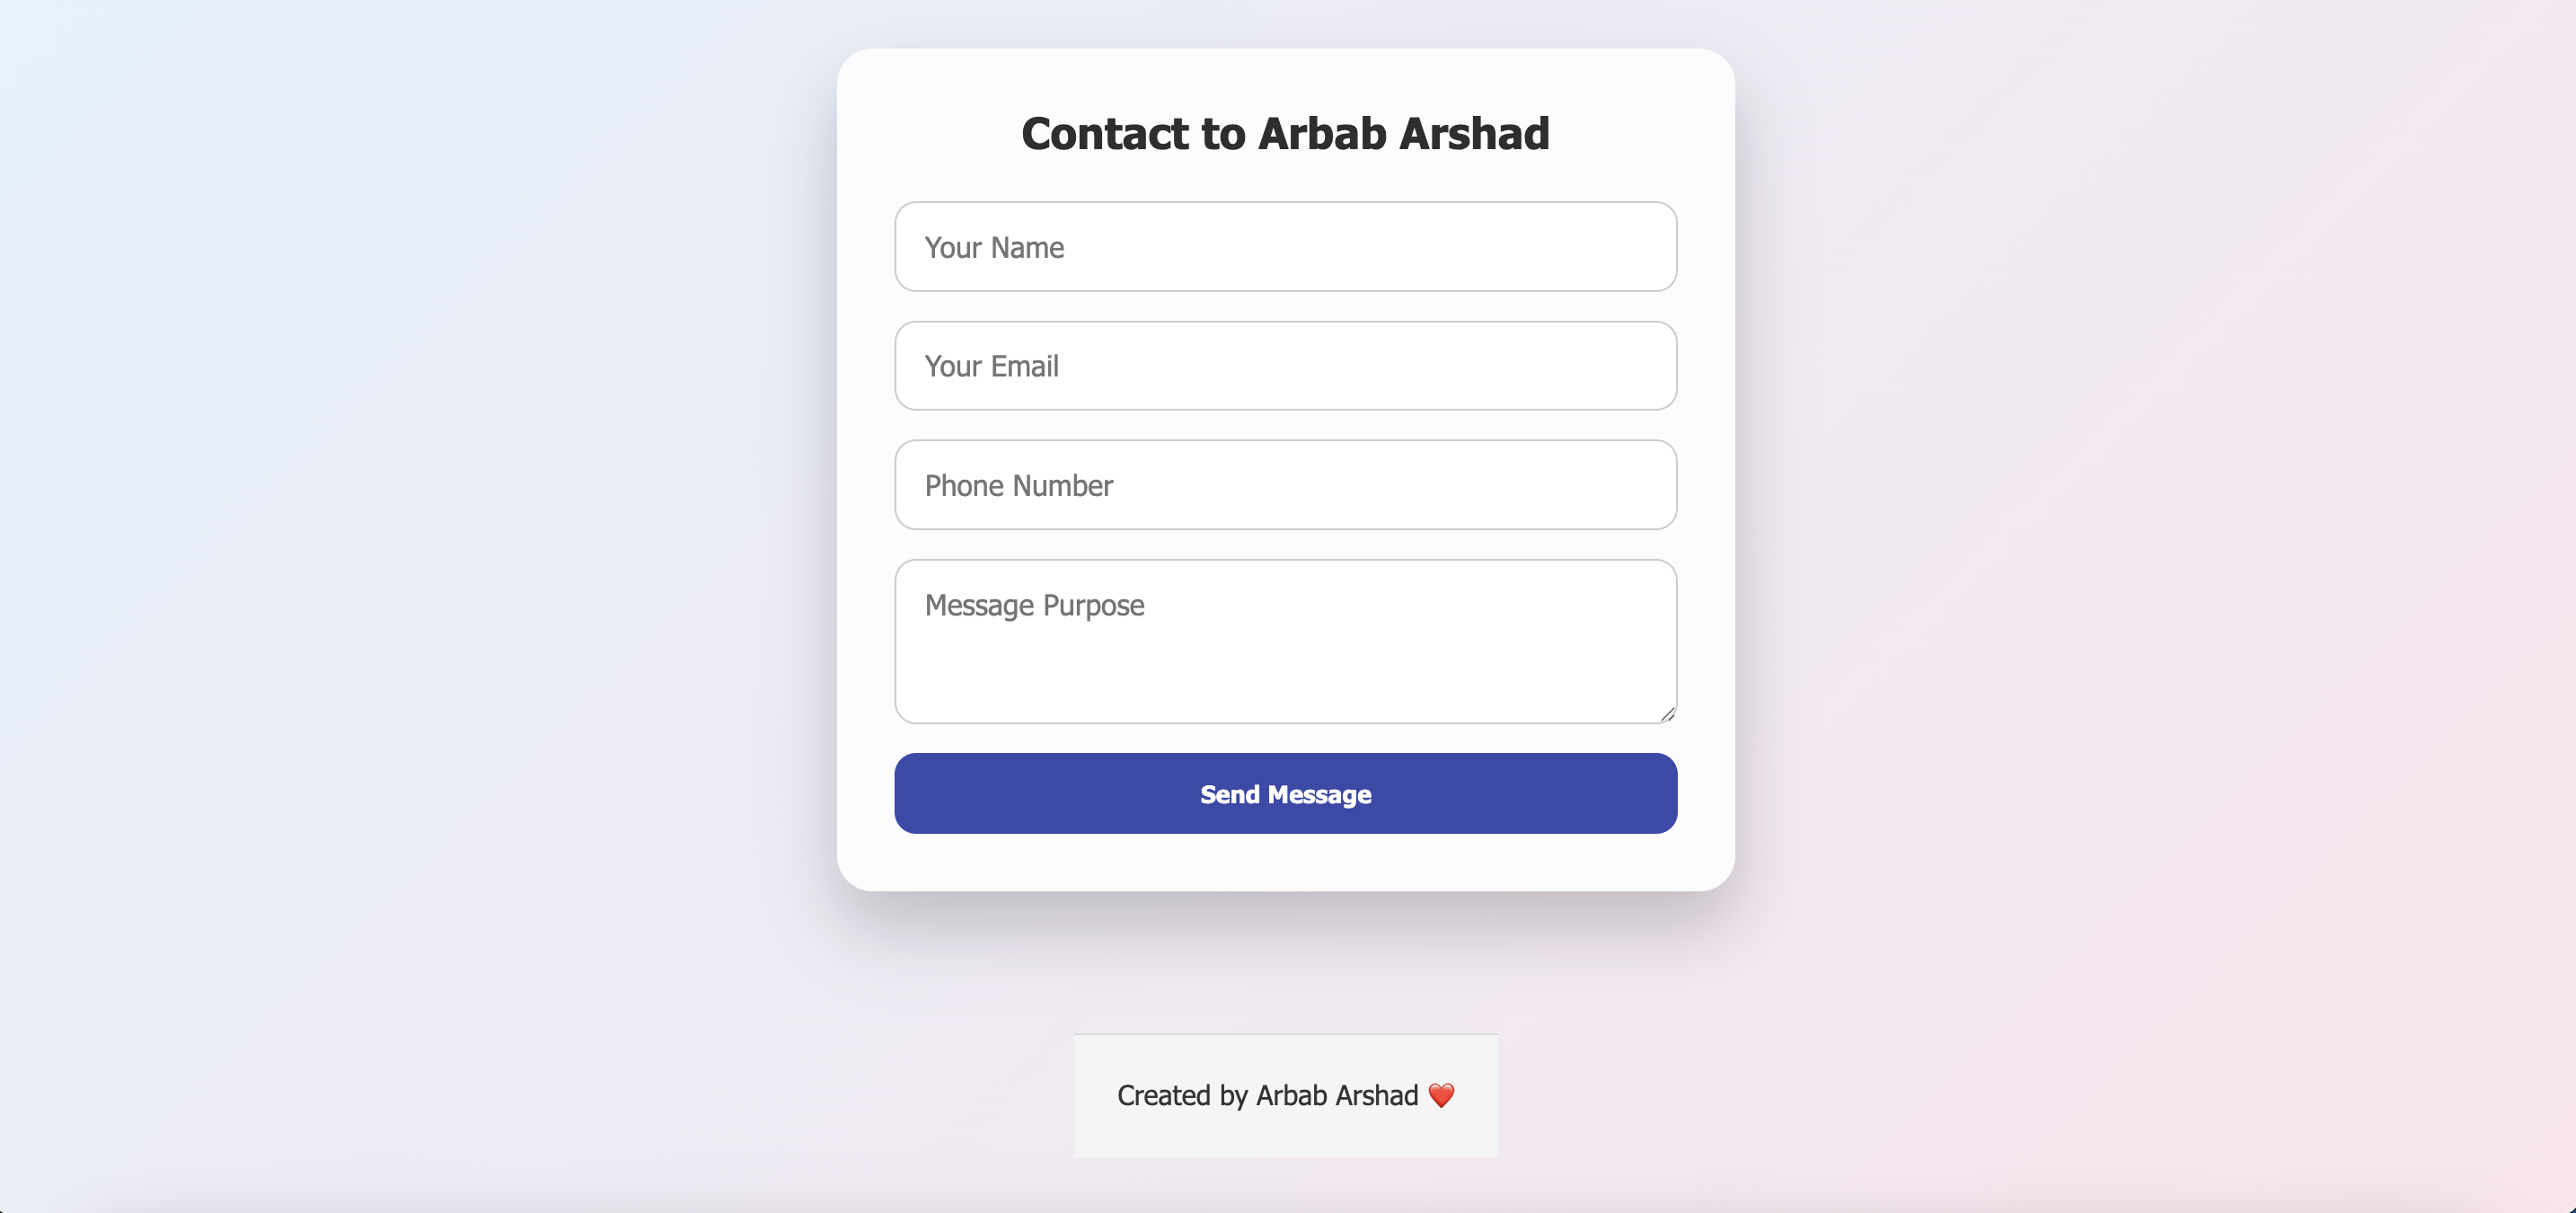 Contact to Arbab Arshad
Your Name
Your Email
Phone Number
Message Purpose
Send Message
Created by Arbab Arshad ❤️